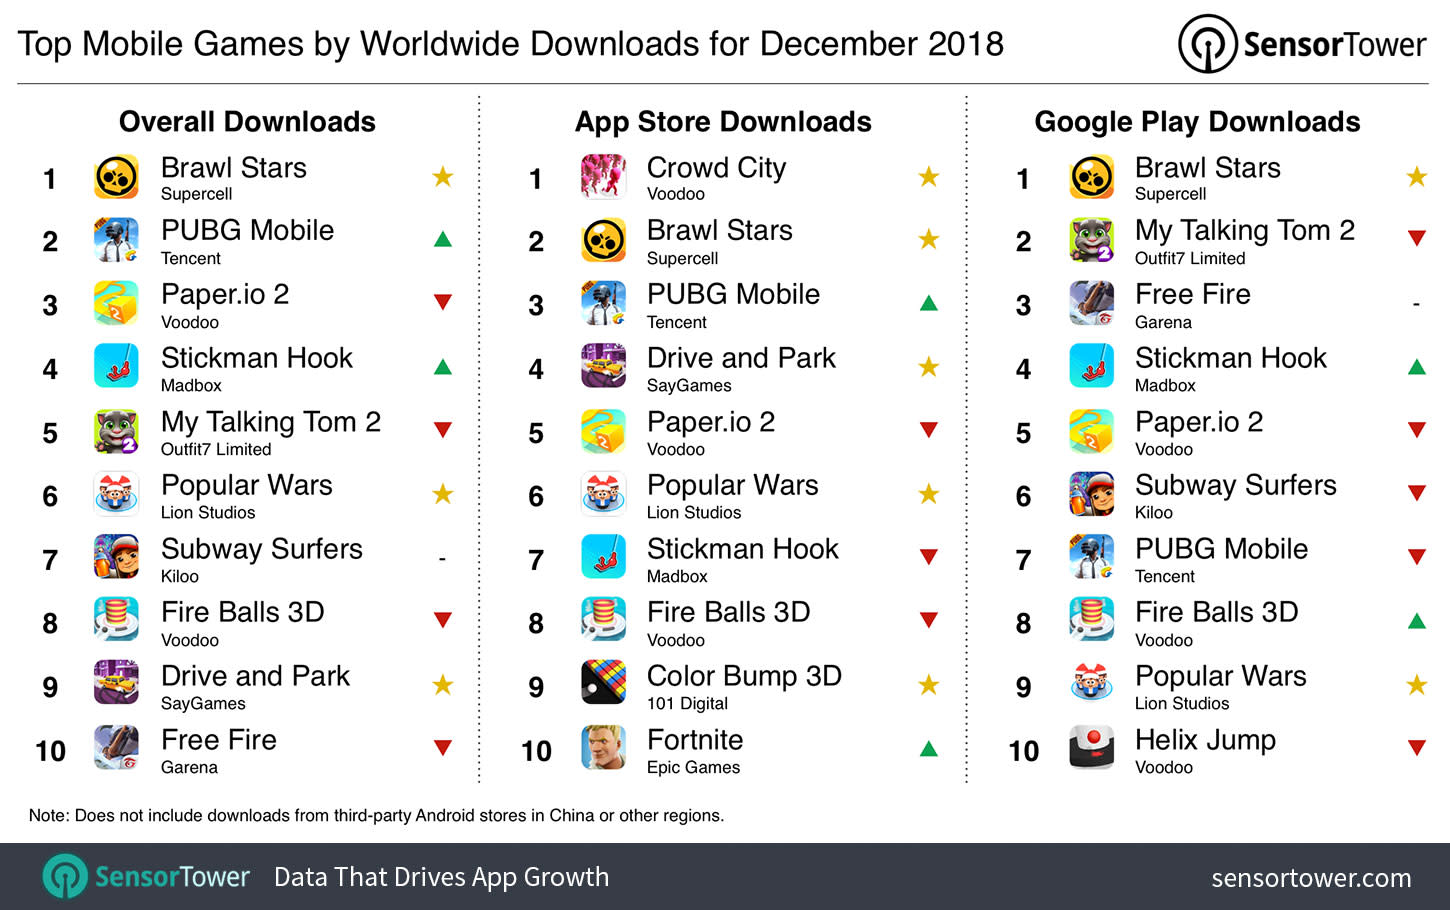 Top Mobile Games by Worldwide Downloads for December 2018
SensorTower
Overall Downloads
1
Brawl Stars
Supercell
2
PUBG Mobile
Tencent
3
Paper.io 2
Voodoo
4
Stickman Hook
Madbox
5
My Talking Tom 2
Outfit7 Limited
6
Popular Wars
Lion Studios
7
Subway Surfers
Kiloo
-
8
Fire Balls 3D
Voodoo
9
Drive and Park
SayGames
10
Free Fire
Garena
App Store Downloads
1
Crowd City
Voodoo
2
Brawl Stars
Supercell
3
PUBG Mobile
Tencent
4
Drive and Park
SayGames
5
Paper.io 2
Voodoo
6
Popular Wars
Lion Studios
7
Stickman Hook
Madbox
8
Fire Balls 3D
Voodoo
9
Color Bump 3D
101 Digital
10
Fortnite
Epic Games
Google Play Downloads
1
Brawl Stars
Supercell
2
My Talking Tom 2
Outfit7 Limited
3
Free Fire
Garena
-
4
Stickman Hook
Madbox
5
Paper.io 2
Voodoo
6
Subway Surfers
Kiloo
7
PUBG Mobile
Tencent
8
Fire Balls 3D
Voodoo
9
Popular Wars
Lion Studios
10
Helix Jump
Voodoo
Note: Does not include downloads from third-party Android stores in China or other regions.
SensorTower
Data That Drives App Growth
sensortower.com